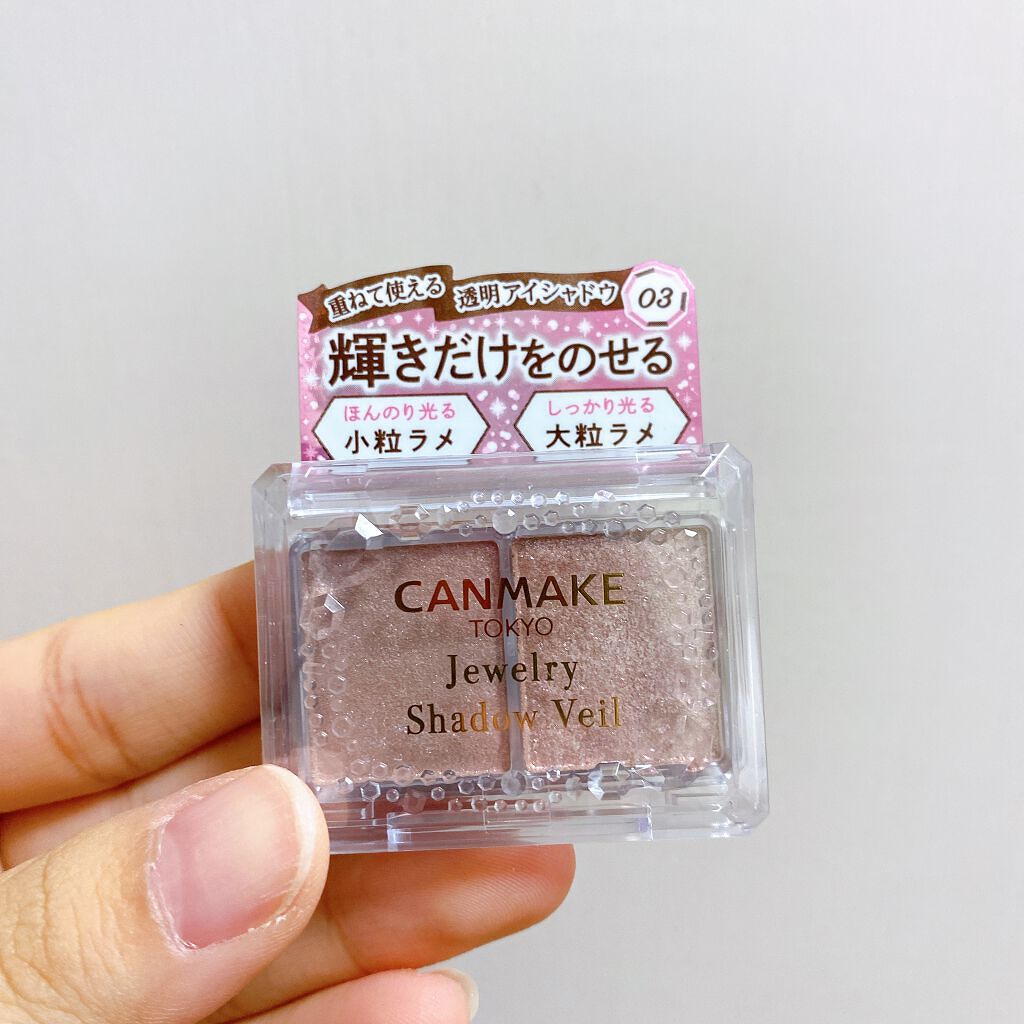 重ねて使える 透明アイシャドウ 03
輝きだけをのせる
ほんのり光る
小粒ラメ
しっかり光る
大粒ラメ
CANMAKE
TOKYO
Jewelry
Shadow Veil